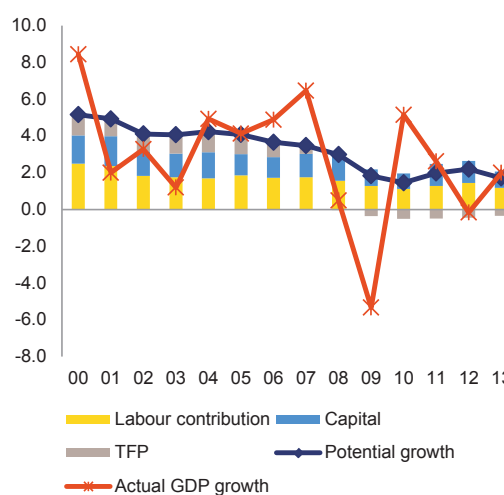 10.0
8.0
6.0
4.0
2.0
0.0
-2.0
-4.0
-6.0
-8.0
00 01 02 03 04 05 06 07 08 09 10 11 12 13
Labour contribution Capital
TFP Potential growth
Actual GDP growth